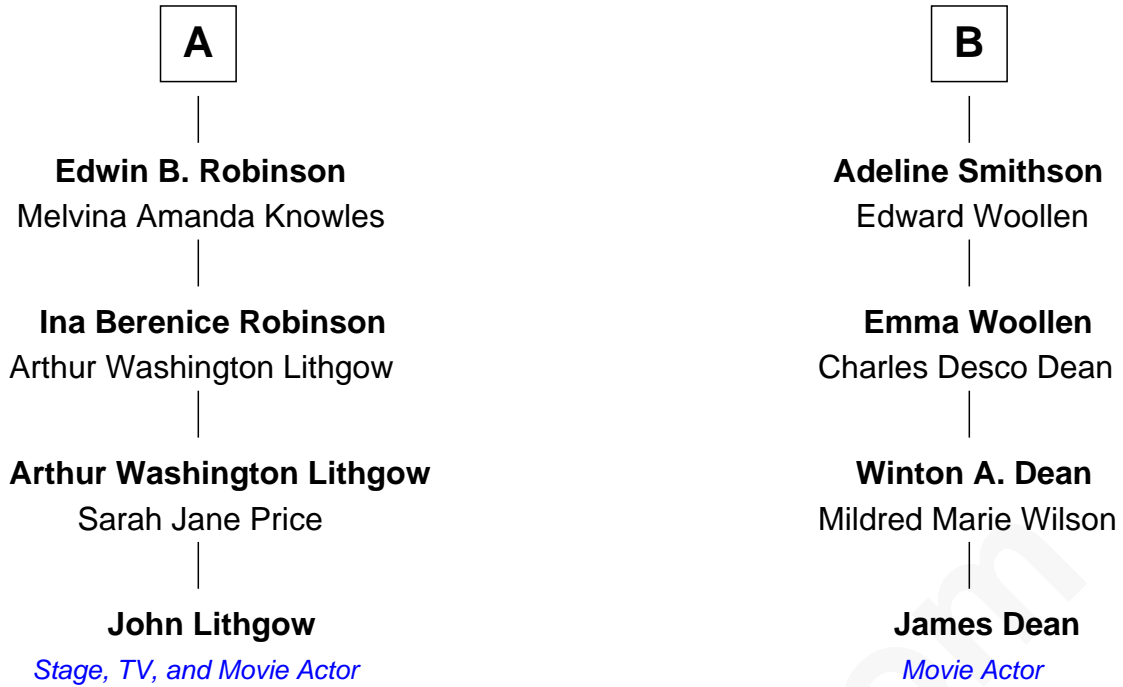 A
Edwin B. Robinson
Melvina Amanda Knowles
Ina Berenice Robinson
Arthur Washington Lithgow
Arthur Washington Lithgow
Sarah Jane Price
John Lithgow
Stage, TV, and Movie Actor
B
Adeline Smithson
Edward Woollen
Emma Woollen
Charles Desco Dean
Winton A. Dean
Mildred Marie Wilson
James Dean
Movie Actor